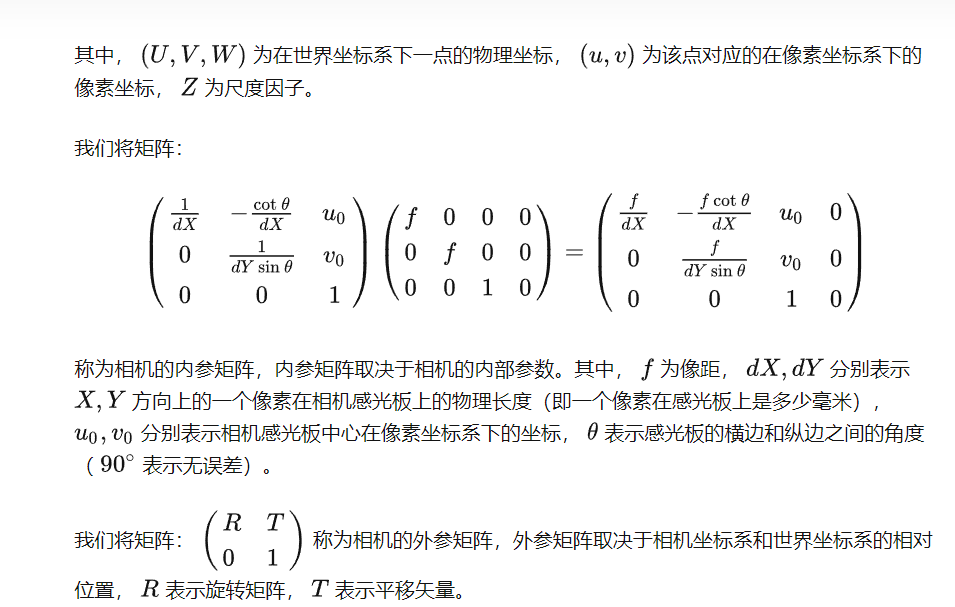 其中， (U, V, W) 为在世界坐标系下一点的物理坐标， (u, v) 为该点对应的在像素坐标系下的
像素坐标， Z 为尺度因子。
我们将矩阵：
\begin{pmatrix} \frac{1}{dX} & -\frac{\cot\theta}{dX} & u_0 \\ 0 & \frac{1}{dY\sin\theta} & v_0 \\ 0 & 0 & 1 \end{pmatrix} \begin{pmatrix} f & 0 & 0 & 0 \\ 0 & f & 0 & 0 \\ 0 & 0 & 1 & 0 \end{pmatrix} = \begin{pmatrix} \frac{f}{dX} & -\frac{f\cot\theta}{dX} & u_0 & 0 \\ 0 & \frac{f}{dY\sin\theta} & v_0 & 0 \\ 0 & 0 & 1 & 0 \end{pmatrix}
称为相机的内参矩阵，内参矩阵取决于相机的内部参数。其中， f 为像距， dX, dY 分别表示
X, Y 方向上的一个像素在相机感光板上的物理长度（即一个像素在感光板上是多少毫米），
u_0, v_0 分别表示相机感光板中心在像素坐标系下的坐标， θ 表示感光板的横边和纵边之间的角度
（ 90° 表示无误差）。
我们将矩阵： \begin{pmatrix} R & T \\ 0 & 1 \end{pmatrix} 称为相机的外参矩阵，外参矩阵取决于相机坐标系和世界坐标系的相对
位置， R 表示旋转矩阵， T 表示平移矢量。